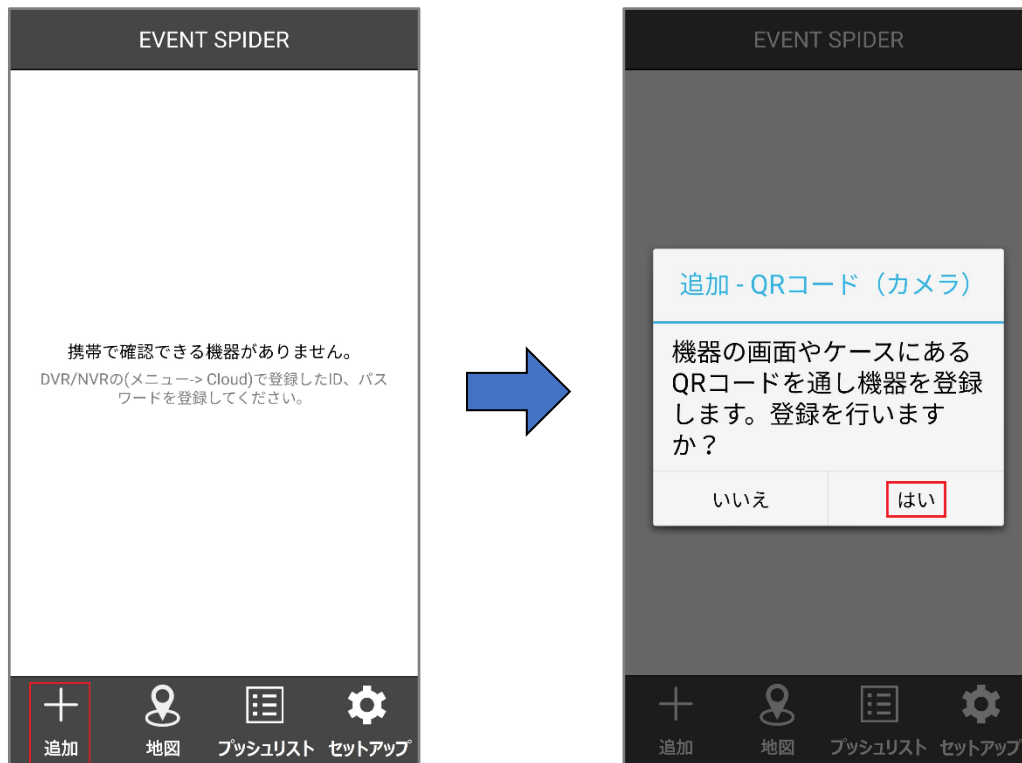 EVENT SPIDER
携帯で確認できる機器がありません。
DVR/NVRの(メニュー-> Cloud)で登録したID、パス
ワードを登録してください。
追加
地図
プッシュリスト
セットアップ
EVENT SPIDER
追加 - QRコード（カメラ）
機器の画面やケースにある
QRコードを通し機器を登録
します。登録を行います
か？
いいえ
はい
追加
地図
プッシュリスト
セットアップ